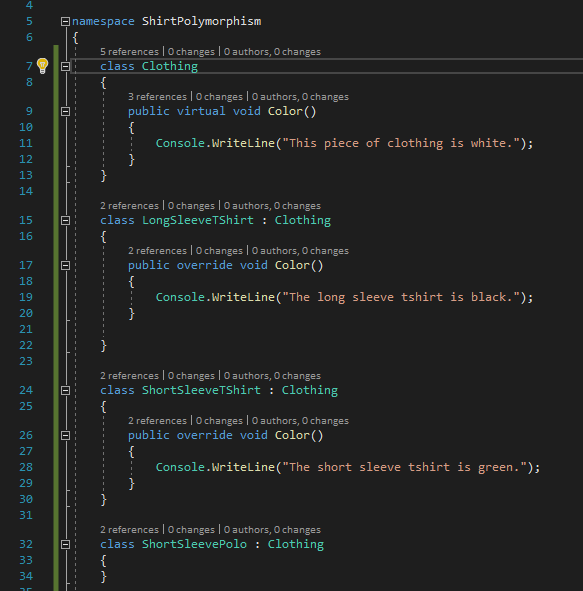 4
5 namespace ShirtPolymorphism
6 {
5 references | 0 changes | 0 authors, 0 changes
7 class Clothing
8 {
3 references | 0 changes | 0 authors, 0 changes
9 public virtual void Color()
10 {
11 Console.WriteLine("This piece of clothing is white.");
12 }
13 }
14
2 references | 0 changes | 0 authors, 0 changes
15 class LongSleeveTShirt : Clothing
16 {
2 references | 0 changes | 0 authors, 0 changes
17 public override void Color()
18 {
19 Console.WriteLine("The long sleeve tshirt is black.");
20 }
21
22 }
23
2 references | 0 changes | 0 authors, 0 changes
24 class ShortSleeveTShirt : Clothing
25 {
2 references | 0 changes | 0 authors, 0 changes
26 public override void Color()
27 {
28 Console.WriteLine("The short sleeve tshirt is green.");
29 }
30 }
31
2 references | 0 changes | 0 authors, 0 changes
32 class ShortSleevePolo : Clothing
33 {
34 }